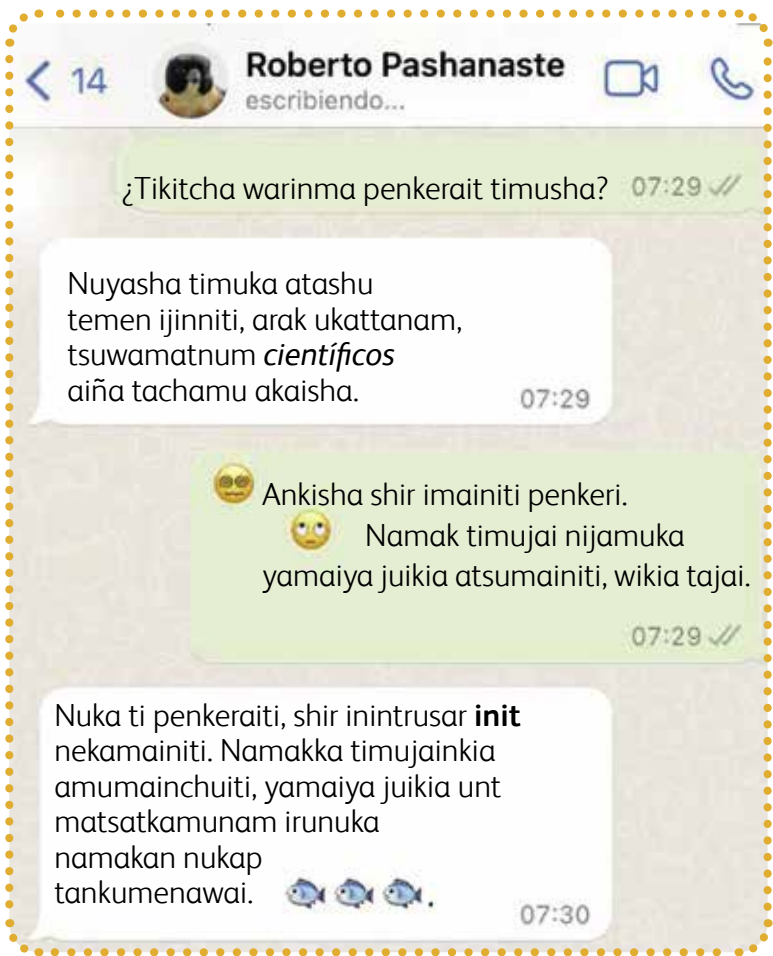 14
Roberto Pashanaste
escribiendo...
¿Tikitcha warinma penkerait timusha? 07:29
Nuyasha timuka atashu
temen ijinniti, arak ukattanam,
tsuwamatnum científicos
aiña tachamu akaisha.
07:29
Ankisha shir imainiti penkeri.
Namak timujai nijamuka
yamaiya juikia atsumainiti, wikia tajai.
07:29
Nuka ti penkeraiti, shir inintrusar init
nekamainiti. Namakka timujainkia
amumainchuiti, yamaiya juikia unt
matsatkamunam irunuka
namakan nukap
tankumenawai.
07:30